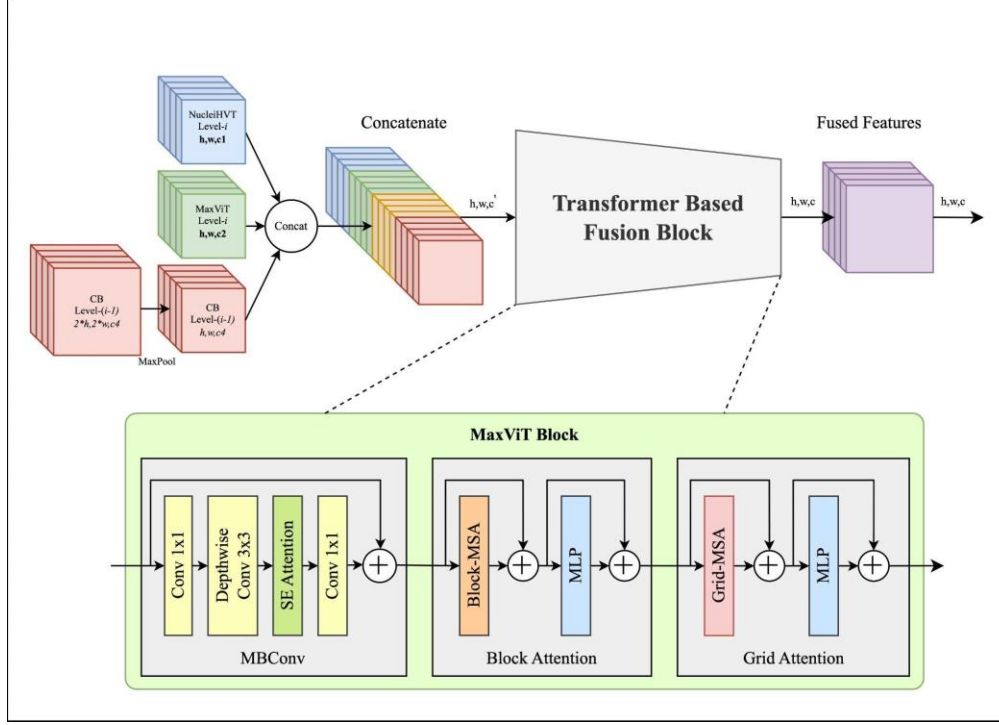 NucleiHVT
Level-i
h,w,c1
MaxViT
Level-i
h,w,c2
CB
Level-(i-1)
2*h,2*w,c4
MaxPool
CB
Level-(i-1)
h,w,c4
Concat
Concatenate
h,w,c'
Transformer Based
Fusion Block
h,w,c
Fused Features
h,w,c
MaxViT Block
Conv 1x1
Depthwise
Conv 3x3
SE Attention
Conv 1x1
MBConv
Block-MSA
MLP
Block Attention
Grid-MSA
MLP
Grid Attention